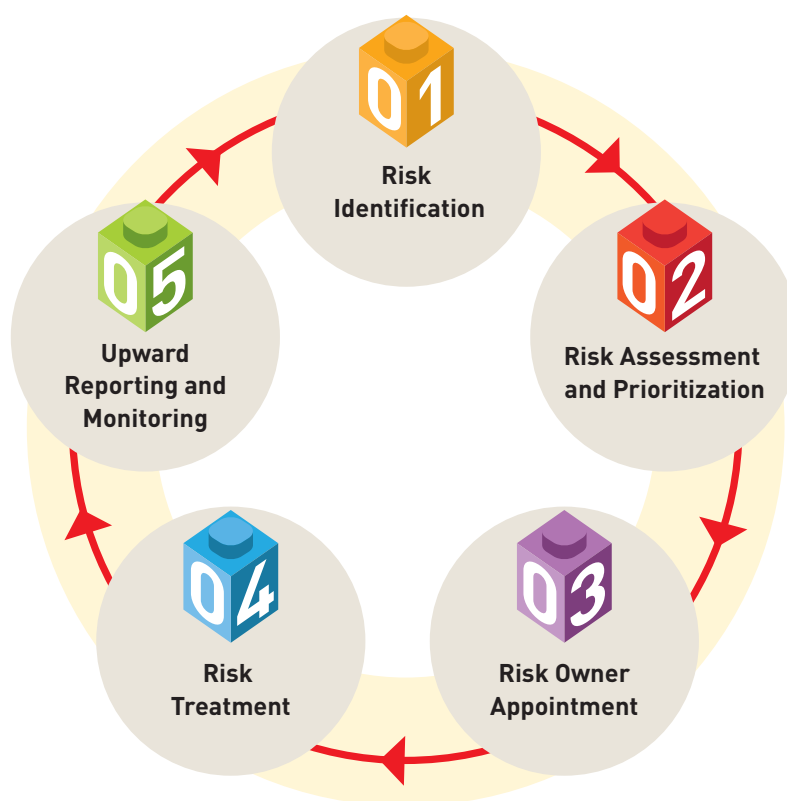 01
Risk
Identification
02
Risk Assessment
and Prioritization
03
Risk Owner
Appointment
04
Risk
Treatment
05
Upward
Reporting and
Monitoring